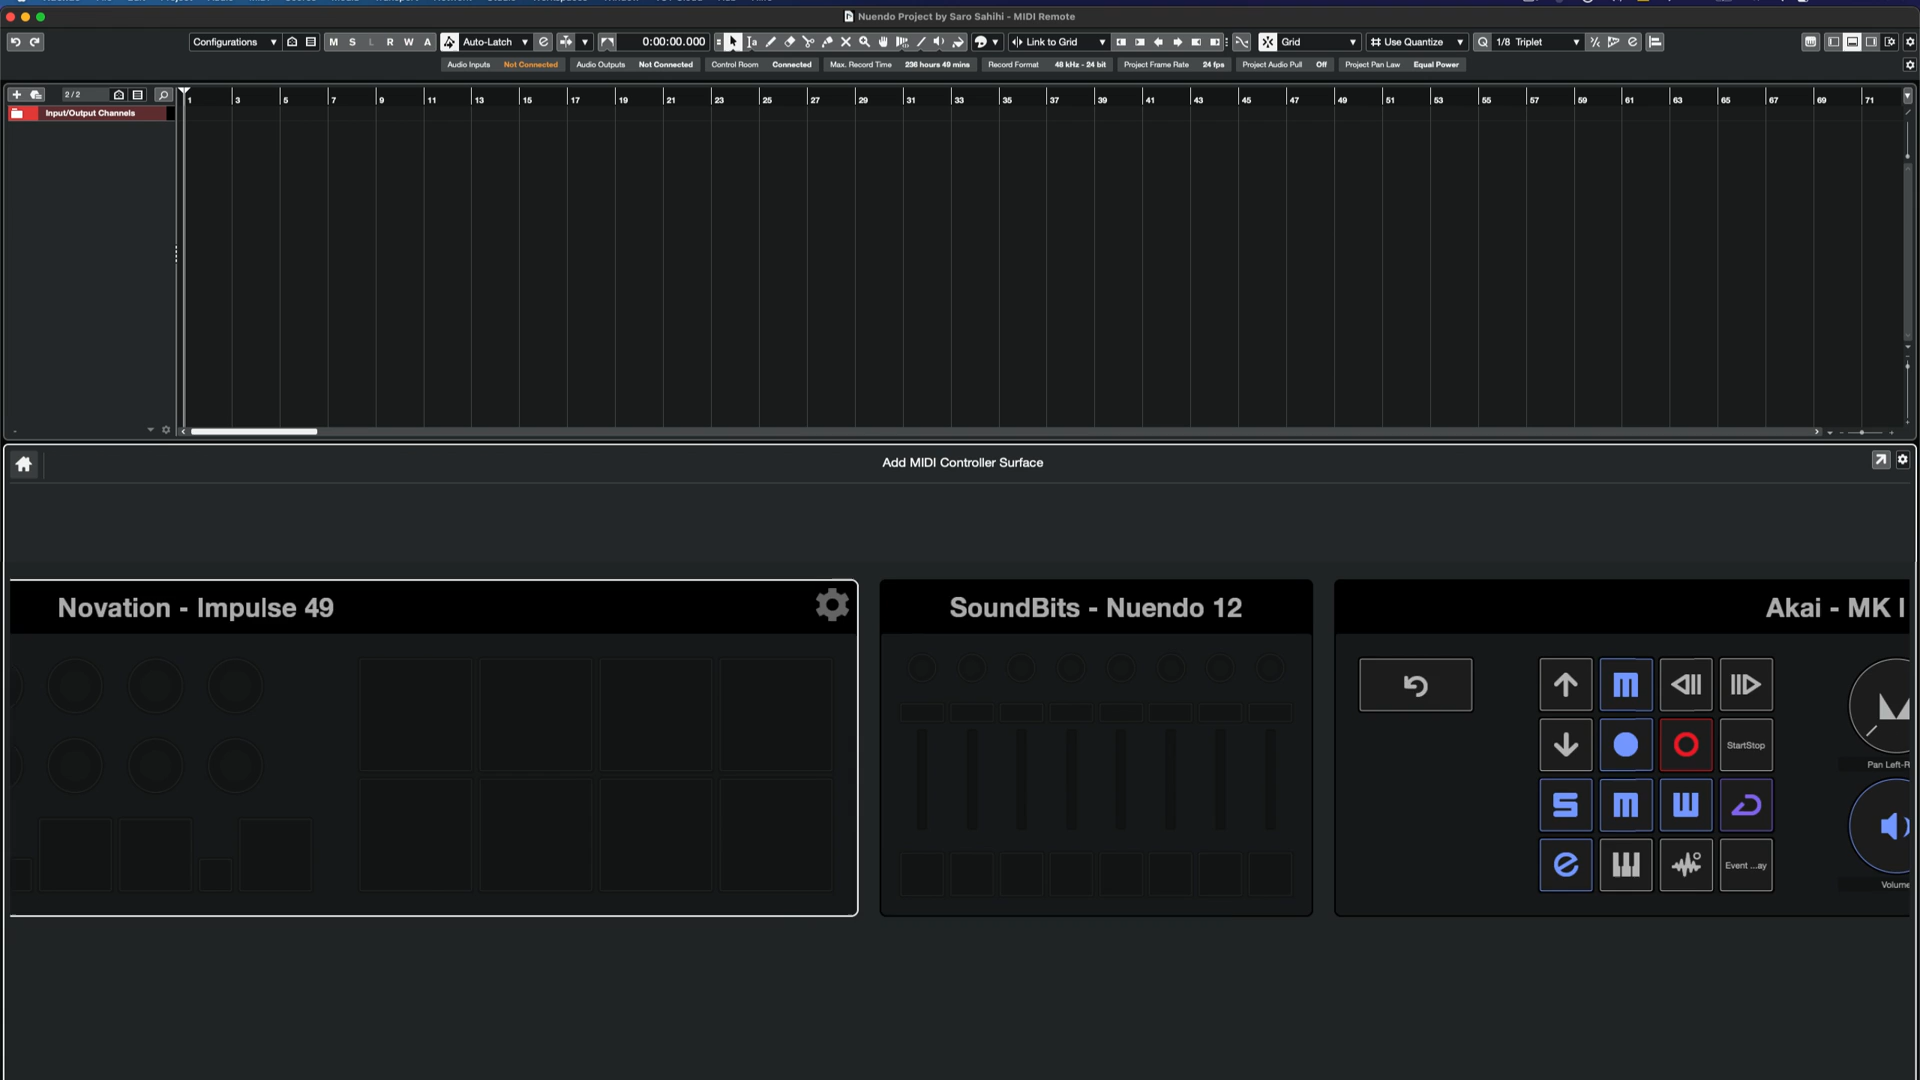 Nuendo Project by Saro Sahihi - MIDI Remote
Configurations
M S L R W A
Auto-Latch
0:00:00.000
Link to Grid
Grid
Use Quantize
Q
1/8 Triplet
Audio Inputs Not Connected
Audio Outputs Not Connected
Control Room Connected
Max. Record Time 236 hours 49 mins
Record Format 48 kHz - 24 bit
Project Frame Rate 24 fps
Project Audio Pull Off
Project Pan Law Equal Power
2/2
1 3 5 7 9 11 13 15 17 19 21 23 25 27 29 31 33 35 37 39 41 43 45 47 49 51 53 55 57 59 61 63 65 67 69 71
Input/Output Channels
Add MIDI Controller Surface
Novation - Impulse 49
SoundBits - Nuendo 12
Akai - MK I
StartStop
Pan Left-R
Event ...ay
Volume